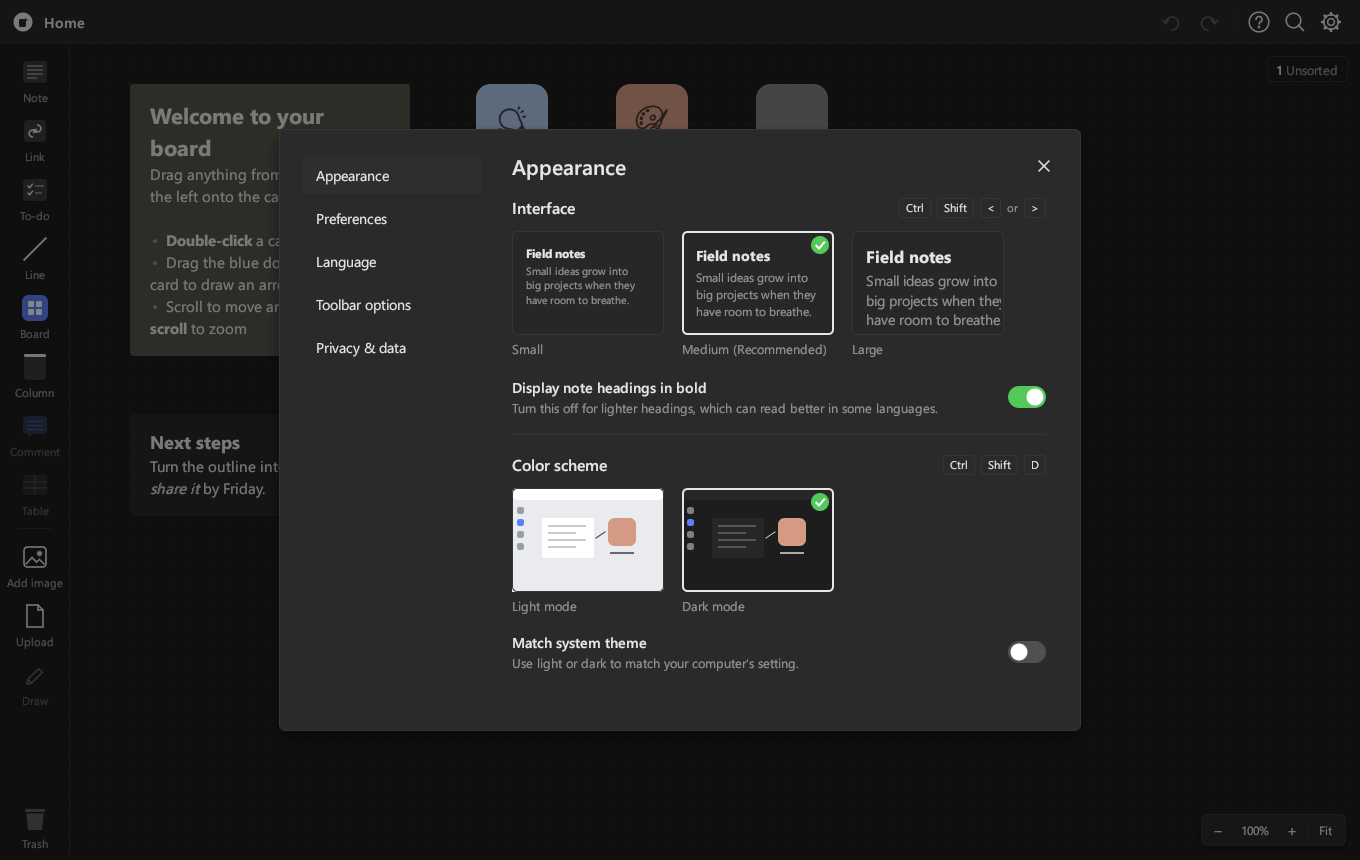 Home
1 Unsorted
Note
Link
To-do
Line
Board
Column
Comment
Table
Add image
Upload
Draw
Trash
Welcome to your
board
Drag anything from
the left onto the
• Double-click a
• Drag the blue
card to draw an
• Scroll to move
scroll to zoom
Next steps
Turn the outline
share it by Friday.
Appearance
Preferences
Language
Toolbar options
Privacy & data
Appearance
Interface
Ctrl Shift < or >
Field notes
Small ideas grow into
big projects when they
have room to breathe.
Small
Field notes
Small ideas grow into
big projects when they
have room to breathe.
Medium (Recommended)
Field notes
Small ideas grow into
big projects when they
have room to breathe
Large
Display note headings in bold
Turn this off for lighter headings, which can read better in some languages.
Color scheme
Ctrl Shift D
Light mode
Dark mode
Match system theme
Use light or dark to match your computer's setting.
− 100% + Fit